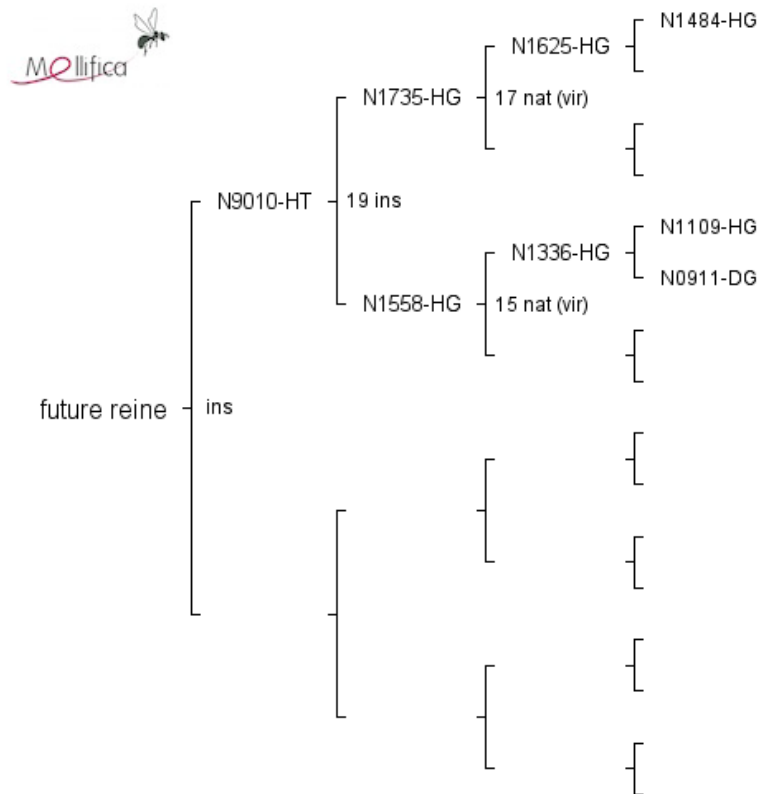 Mellifica
N1484-HG
N1625-HG
N1735-HG
17 nat (vir)
N9010-HT
19 ins
N1109-HG
N1336-HG
N0911-DG
N1558-HG
15 nat (vir)
future reine
ins